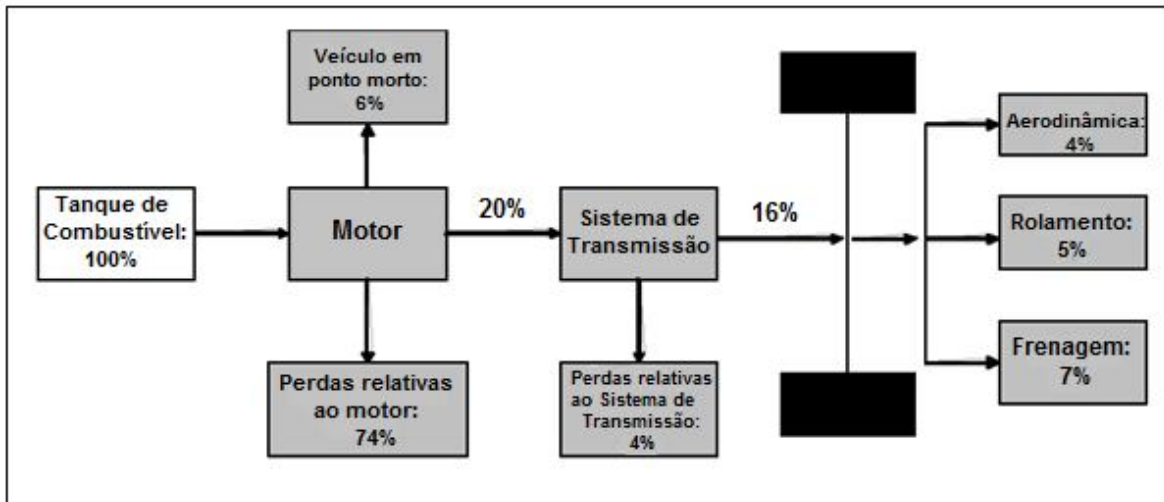 Veículo em
ponto morto:
6%
Tanque de
Combustível:
100%
Motor
20%
Sistema de
Transmissão
16%
Aerodinâmica:
4%
Rolamento:
5%
Frenagem:
7%
Perdas relativas
ao motor:
74%
Perdas relativas
ao Sistema de
Transmissão:
4%